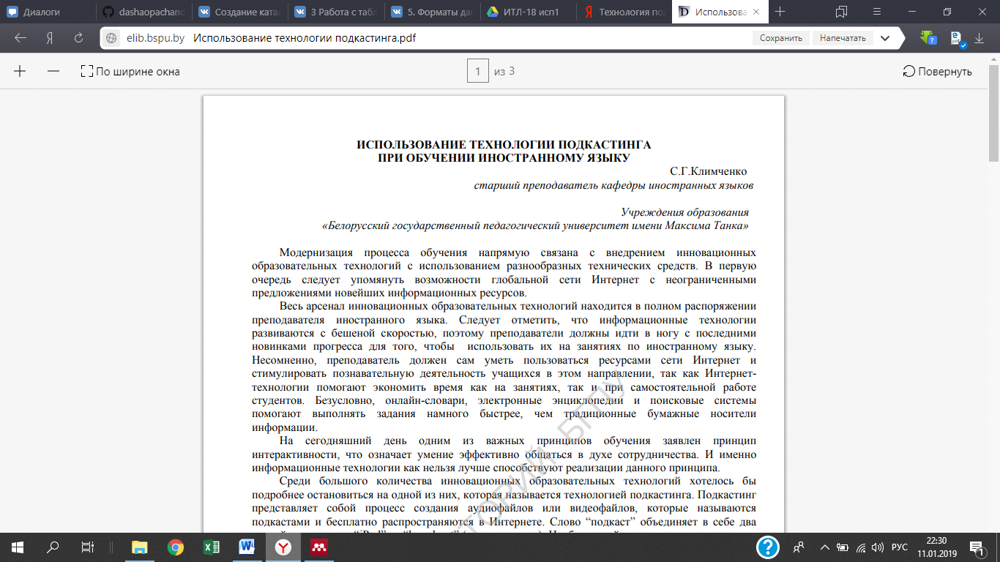 Диалоги
dashaopachano
Создание ката
3 Работа с табл
5. Форматы да
ИТЛ-18 исп1
Технология по
Использова
elib.bspu.by Использование технологии подкастинга.pdf
Сохранить
Напечатать
По ширине окна
1 из 3
Повернуть
ИСПОЛЬЗОВАНИЕ ТЕХНОЛОГИИ ПОДКАСТИНГА
ПРИ ОБУЧЕНИИ ИНОСТРАННОМУ ЯЗЫКУ
С.Г.Климченко
старший преподаватель кафедры иностранных языков
Учреждения образования
«Белорусский государственный педагогический университет имени Максима Танка»
Модернизация процесса обучения напрямую связана с внедрением инновационных
образовательных технологий с использованием разнообразных технических средств. В первую
очередь следует упомянуть возможности глобальной сети Интернет с неограниченными
предложениями новейших информационных ресурсов.
Весь арсенал инновационных образовательных технологий находится в полном распоряжении
преподавателя иностранного языка. Следует отметить, что информационные технологии
развиваются с бешеной скоростью, поэтому преподаватели должны идти в ногу с последними
новинками прогресса для того, чтобы использовать их на занятиях по иностранному языку.
Несомненно, преподаватель должен сам уметь пользоваться ресурсами сети Интернет и
стимулировать познавательную деятельность учащихся в этом направлении, так как Интернет-
технологии помогают экономить время как на занятиях, так и при самостоятельной работе
студентов. Безусловно, онлайн-словари, электронные энциклопедии и поисковые системы
помогают выполнять задания намного быстрее, чем традиционные бумажные носители
информации.
На сегодняшний день одним из важных принципов обучения заявлен принцип
интерактивности, что означает умение эффективно общаться в духе сотрудничества. И именно
информационные технологии как нельзя лучше способствуют реализации данного принципа.
Среди большого количества инновационных образовательных технологий хотелось бы
подробнее остановиться на одной из них, которая называется технологией подкастинга. Подкастинг
представляет собой процесс создания аудиофайлов или видеофайлов, которые называются
подкастами и бесплатно распространяются в Интернете. Слово “подкаст” объединяет в себе два
ТОРИЙ БГПУ
РУС
22:30
11.01.2019
1